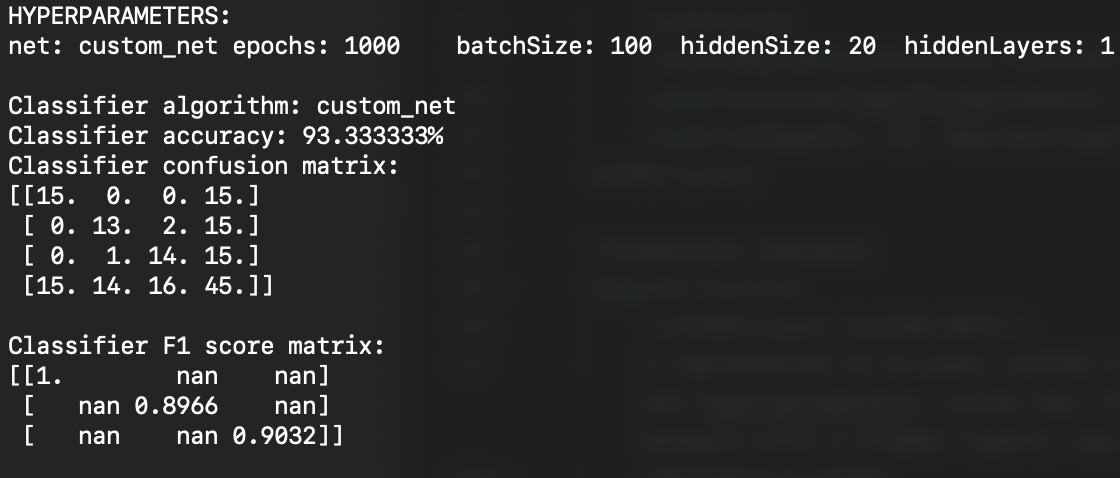 HYPERPARAMETERS:
net: custom_net epochs: 1000    batchSize: 100  hiddenSize: 20  hiddenLayers: 1
Classifier algorithm: custom_net
Classifier accuracy: 93.333333%
Classifier confusion matrix:
[[15.  0.  0. 15.]
 [ 0. 13.  2. 15.]
 [ 0.  1. 14. 15.]
 [15. 14. 16. 45.]]
Classifier F1 score matrix:
[[1.        nan    nan]
 [   nan 0.8966    nan]
 [   nan    nan 0.9032]]